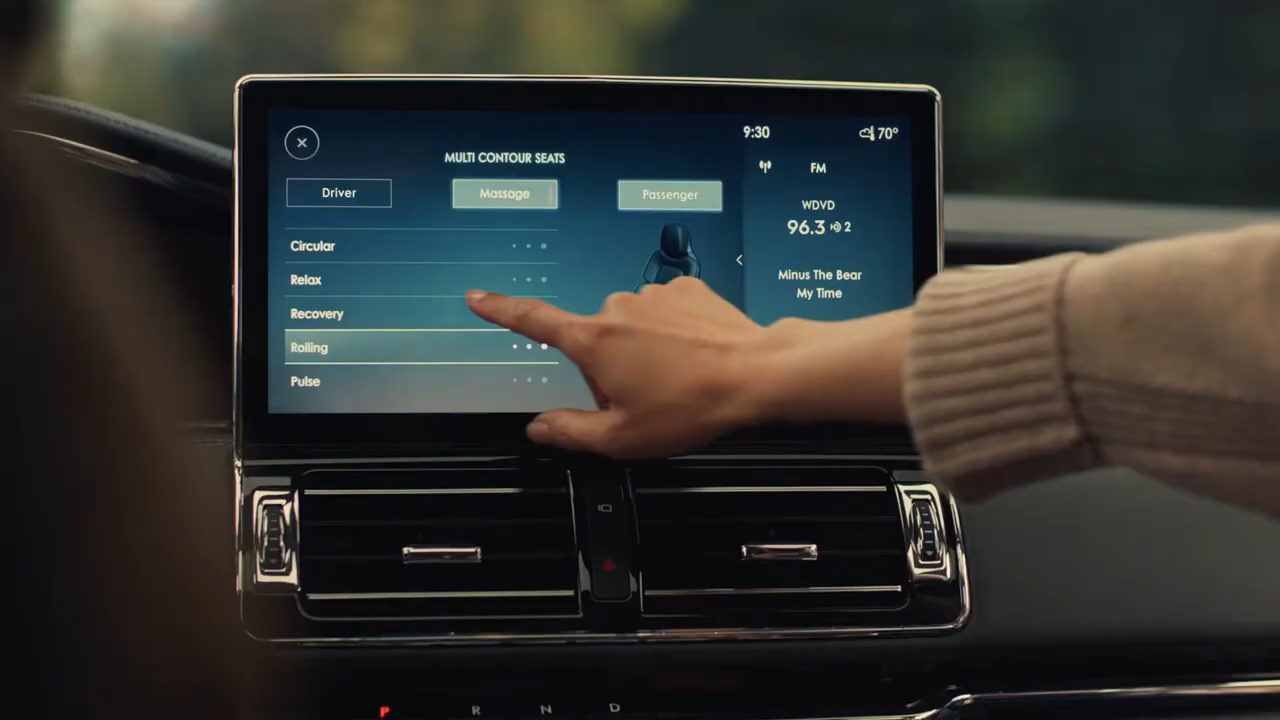 9:30
70°
MULTI CONTOUR SEATS
Driver
Massage
Passenger
Circular
Relax
Recovery
Rolling
Pulse
FM
WDVD
96.3 2
Minus The Bear
My Time
P R N D